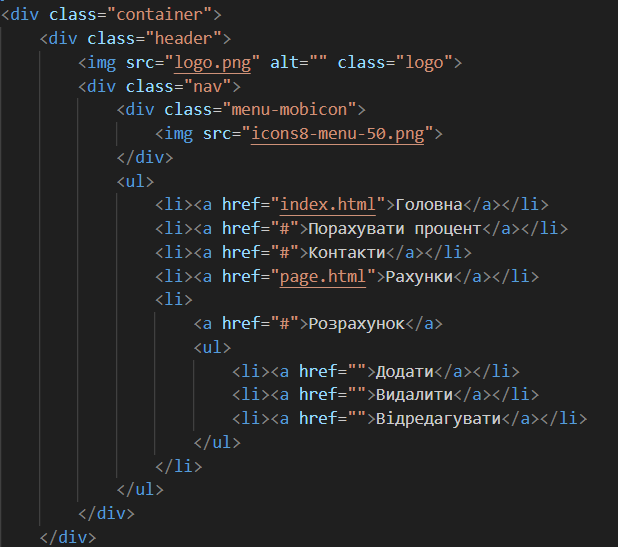 <div class="container">
<div class="header">
<img src="logo.png" alt="" class="logo">
<div class="nav">
<div class="menu-mobicon">
<img src="icons8-menu-50.png">
</div>
<ul>
<li><a href="index.html">Головна</a></li>
<li><a href="#">Порахувати процент</a></li>
<li><a href="#">Контакти</a></li>
<li><a href="page.html">Рахунки</a></li>
<li>
<a href="#">Розрахунок</a>
<ul>
<li><a href="">Додати</a></li>
<li><a href="">Видалити</a></li>
<li><a href="">Відредагувати</a></li>
</ul>
</li>
</ul>
</div>
</div>